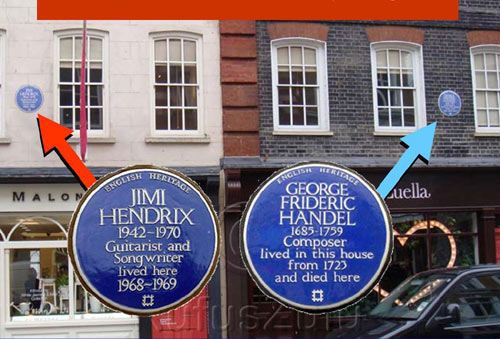 MALON
uella
ENGLISH HERITAGE
JIMI
HENDRIX
1942~1970
Guitarist and
Songwriter
lived here
1968~1969
ENGLISH HERITAGE
GEORGE
FRIDERIC
HANDEL
1685-1759
Composer
lived in this house
from 1723
and died here